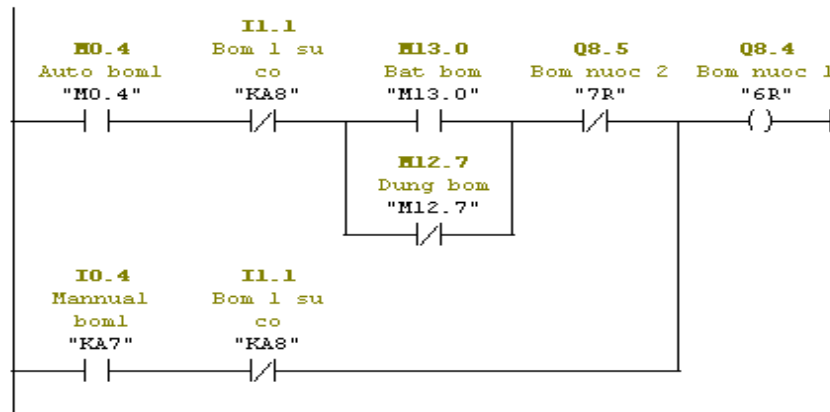 M0.4
Auto bom1
"M0.4"
I1.1
Bom 1 su
co
"KA8"
M13.0
Bat bom
"M13.0"
Q8.5
Bom nuoc 2
"7R"
Q8.4
Bom nuoc 1
"6R"
M12.7
Dung bom
"M12.7"
I0.4
Mannual
bom1
"KA7"
I1.1
Bom 1 su
co
"KA8"